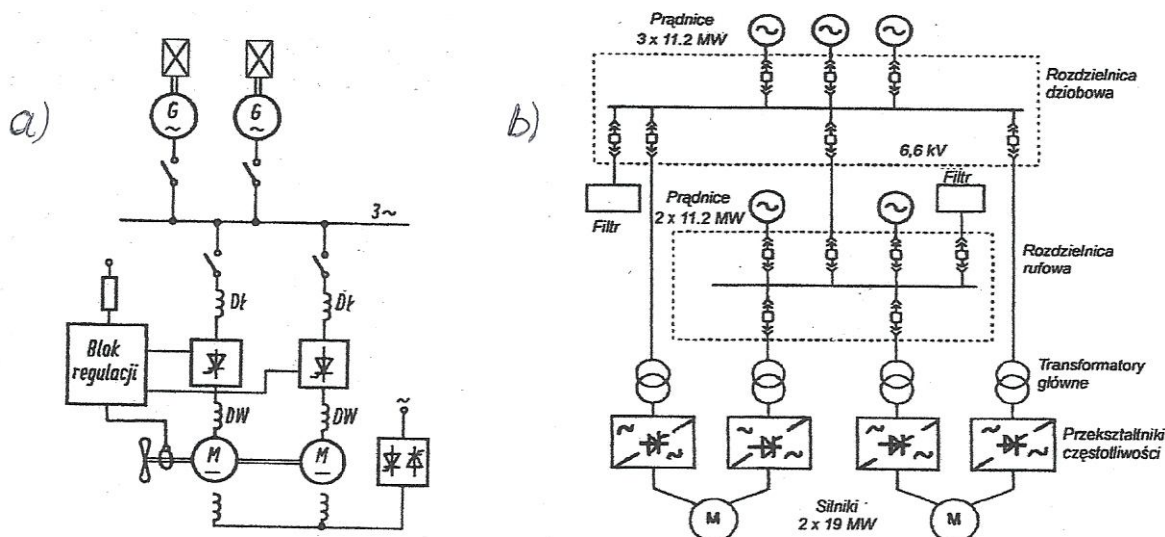 a)
G
~
G
~
3~
DŁ
DŁ
Blok
regulacji
DW
DW
~
M
M
b)
Prądnice
3 x 11.2 MW
~
~
~
Rozdzielnica
dziobowa
6,6 kV
Filtr
Filtr
Prądnice
2 x 11.2 MW
~
~
Rozdzielnica
rufowa
Transformatory
główne
~
~
~
~
~
~
~
~
Przekształtniki
częstotliwości
Silniki
2 x 19 MW
M
M